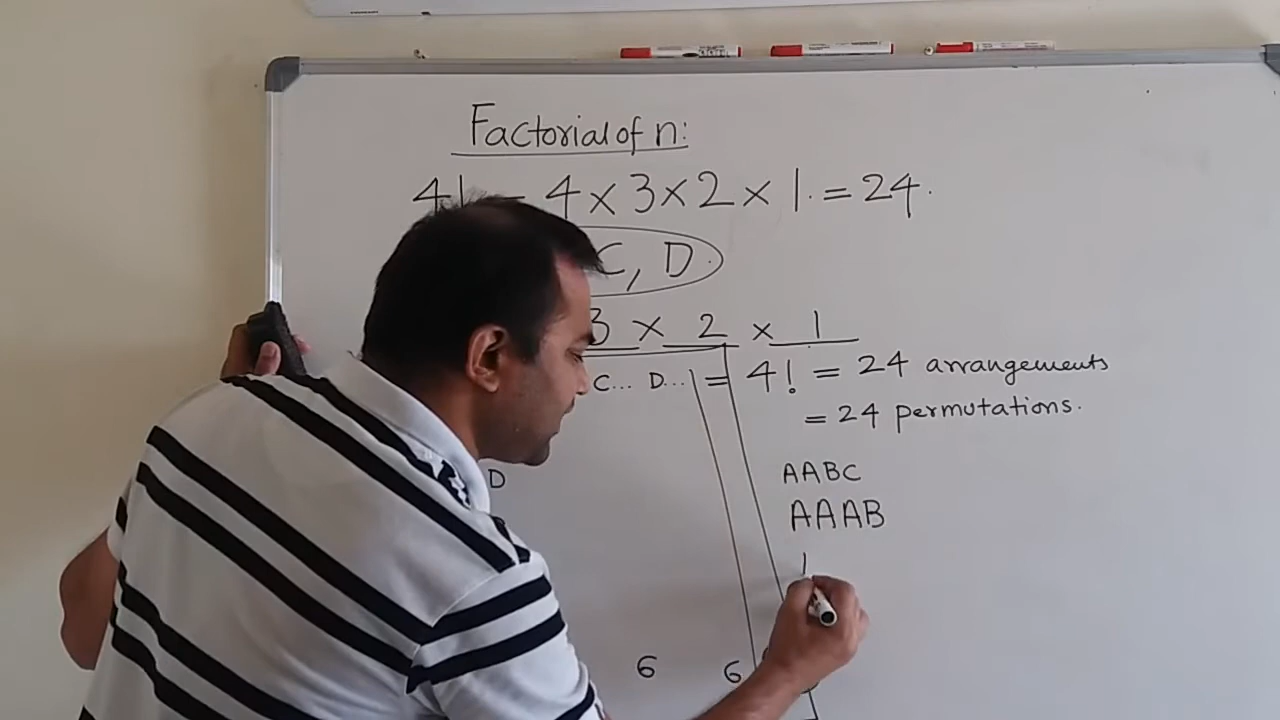 Factorial of n:
4! = 4 × 3 × 2 × 1. = 24.
C, D.
3 × 2 × 1
C... D... = 4! = 24 arrangements
= 24 permutations.
AABC
D
AAAB
6 6